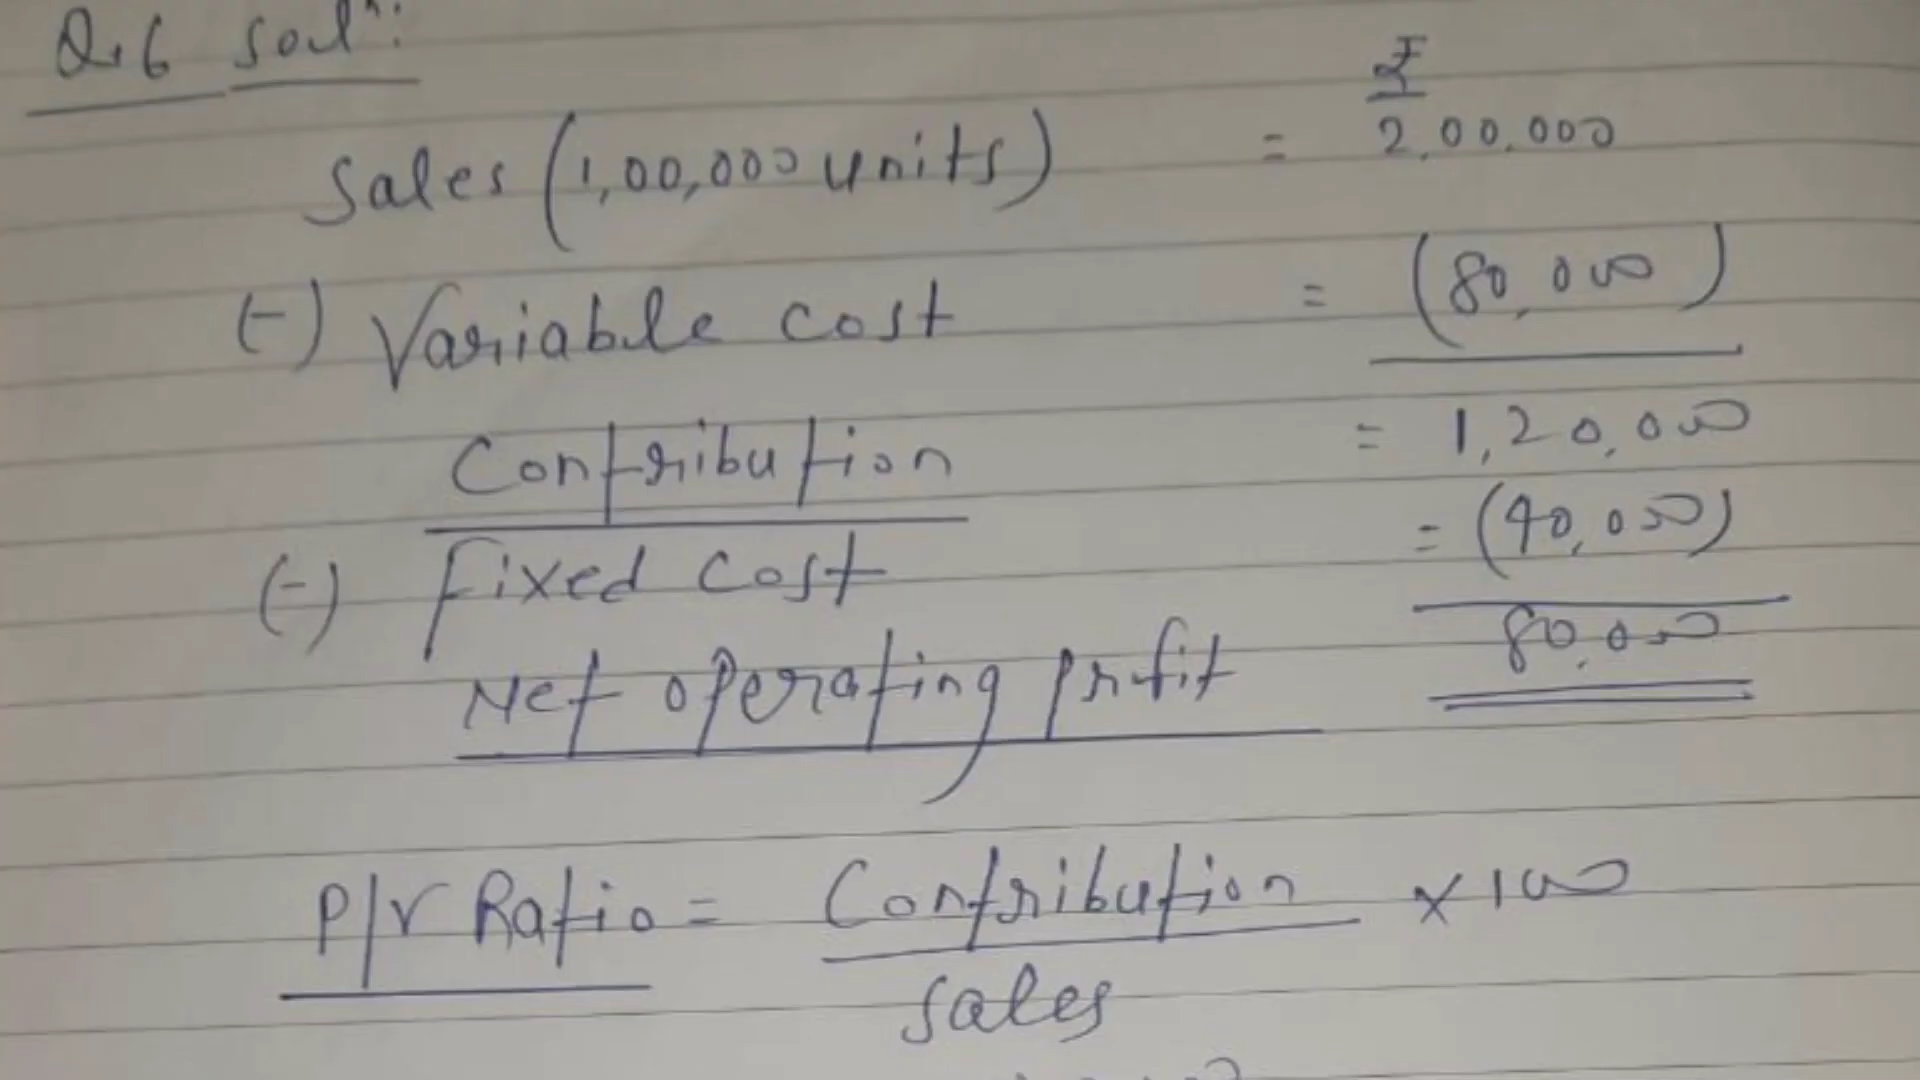 Q.6 Solⁿ:
₹
Sales (1,00,000 units) = 2,00,000
(-) Variable cost = (80,000)
Contribution = 1,20,000
(-) Fixed cost = (40,000)
80,000
Net operating profit
P/V Ratio = Contribution × 100
Sales